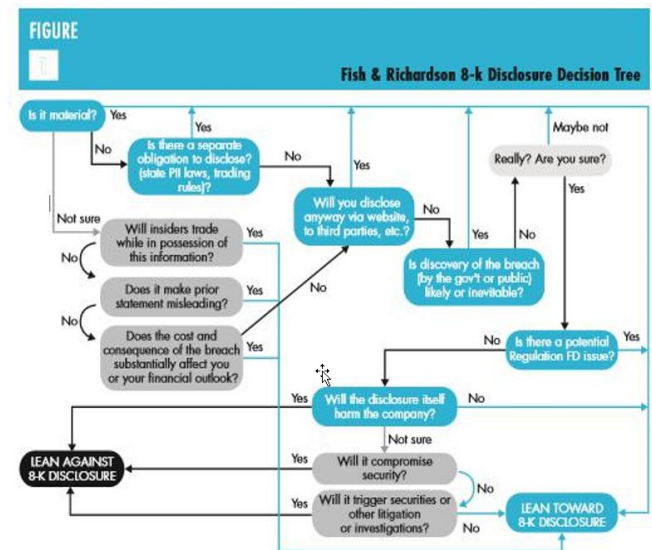 FIGURE
1
Fish & Richardson 8-k Disclosure Decision Tree
Is it material?
Yes
No
Not sure
Yes
Is there a separate
obligation to disclose?
(state PII laws, trading
rules)?
No
Yes
Will you disclose
anyway via website,
to third parties, etc.?
No
Maybe not
Really? Are you sure?
Yes
Yes
No
Is discovery of the breach
(by the gov't or public)
likely or inevitable?
Will insiders trade
while in possession of
this information?
Yes
No
Does it make prior
statement misleading?
Yes
No
Does the cost and
consequence of the breach
substantially affect you
or your financial outlook?
Yes
No
Is there a potential
Regulation FD issue?
Yes
No
Will the disclosure itself
harm the company?
Yes
No
Not sure
LEAN AGAINST
8-K DISCLOSURE
Will it compromise
security?
Yes
No
Will it trigger securities or
other litigation
or investigations?
Yes
No
LEAN TOWARD
8-K DISCLOSURE